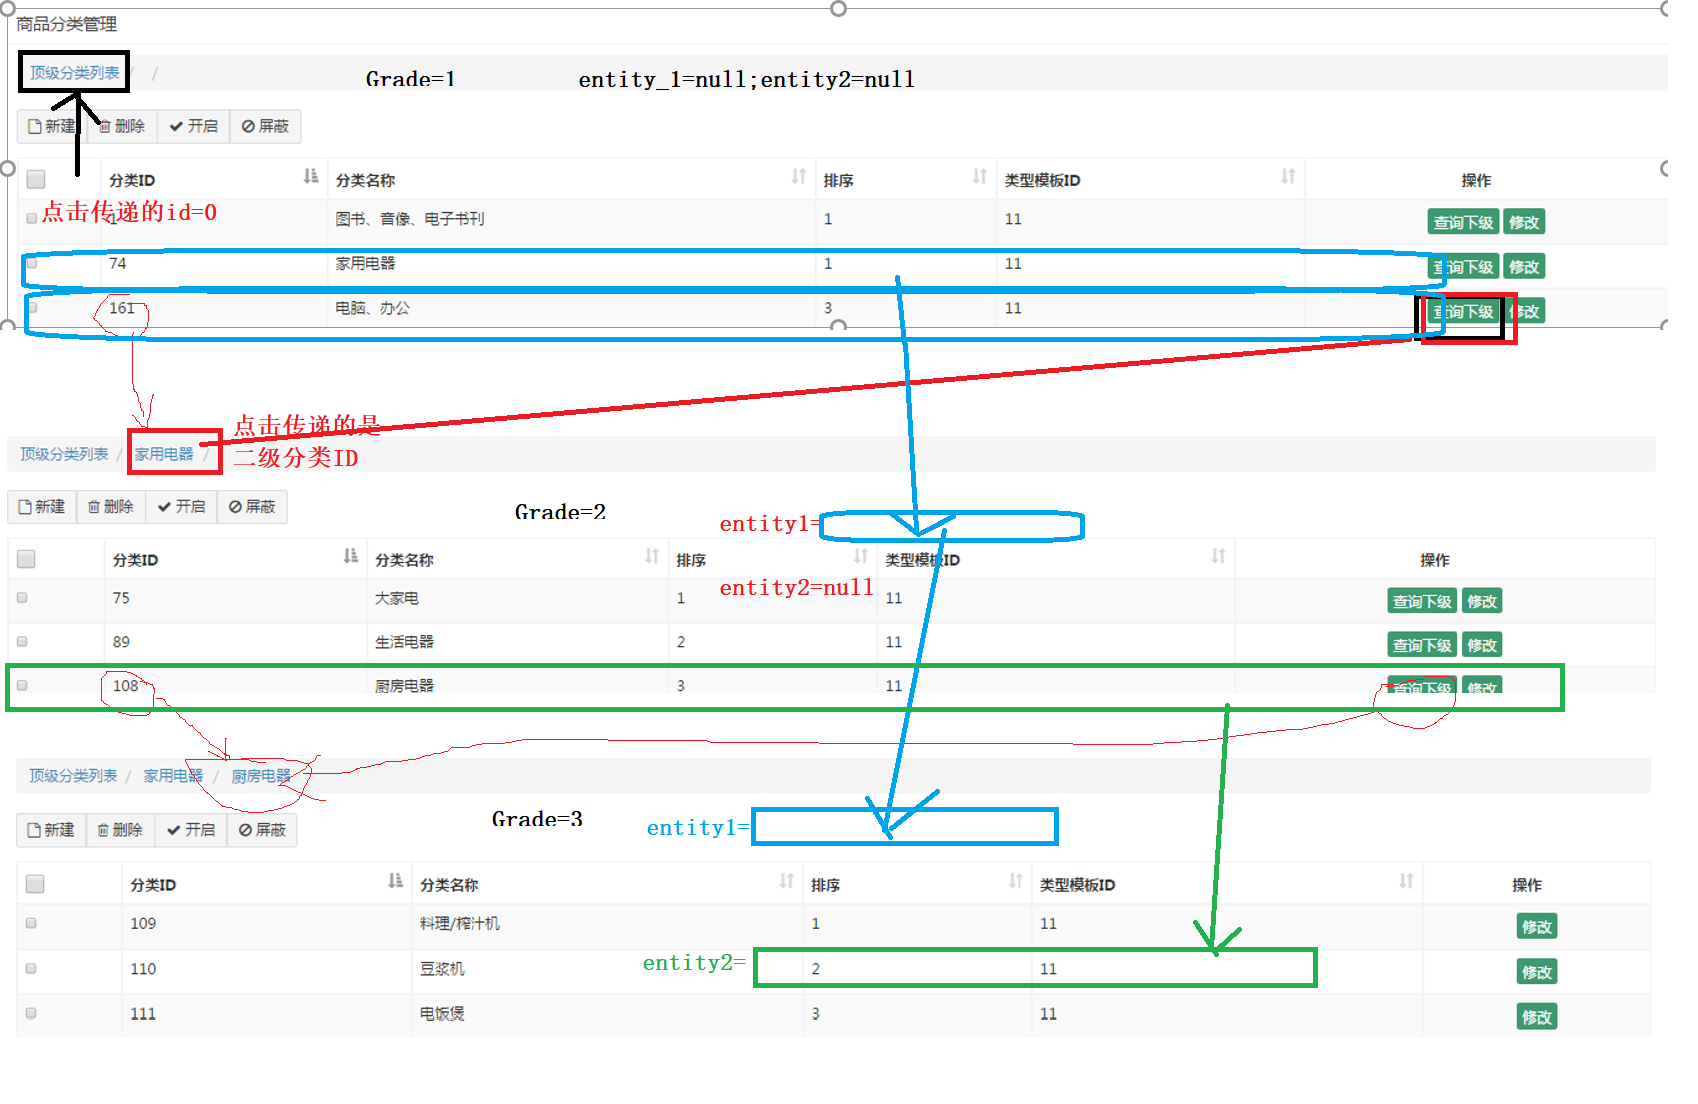 商品分类管理
顶级分类列表 / /
Grade=1 entity_1=null;entity2=null
新建 删除 开启 屏蔽
分类ID 分类名称 排序 类型模板ID 操作
点击传递的id=0 图书、音像、电子书刊 1 11 查询下级 修改
74 家用电器 1 11 查询下级 修改
161 电脑、办公 3 11 查询下级 修改
点击传递的是
二级分类ID
顶级分类列表 / 家用电器 /
新建 删除 开启 屏蔽
Grade=2 entity1=
分类ID 分类名称 排序 类型模板ID 操作
entity2=null
75 大家电 1 11 查询下级 修改
89 生活电器 2 11 查询下级 修改
108 厨房电器 3 11 查询下级 修改
顶级分类列表 / 家用电器 / 厨房电器
新建 删除 开启 屏蔽
Grade=3 entity1=
分类ID 分类名称 排序 类型模板ID 操作
109 料理/榨汁机 1 11 修改
entity2=
110 豆浆机 2 11 修改
111 电饭煲 3 11 修改